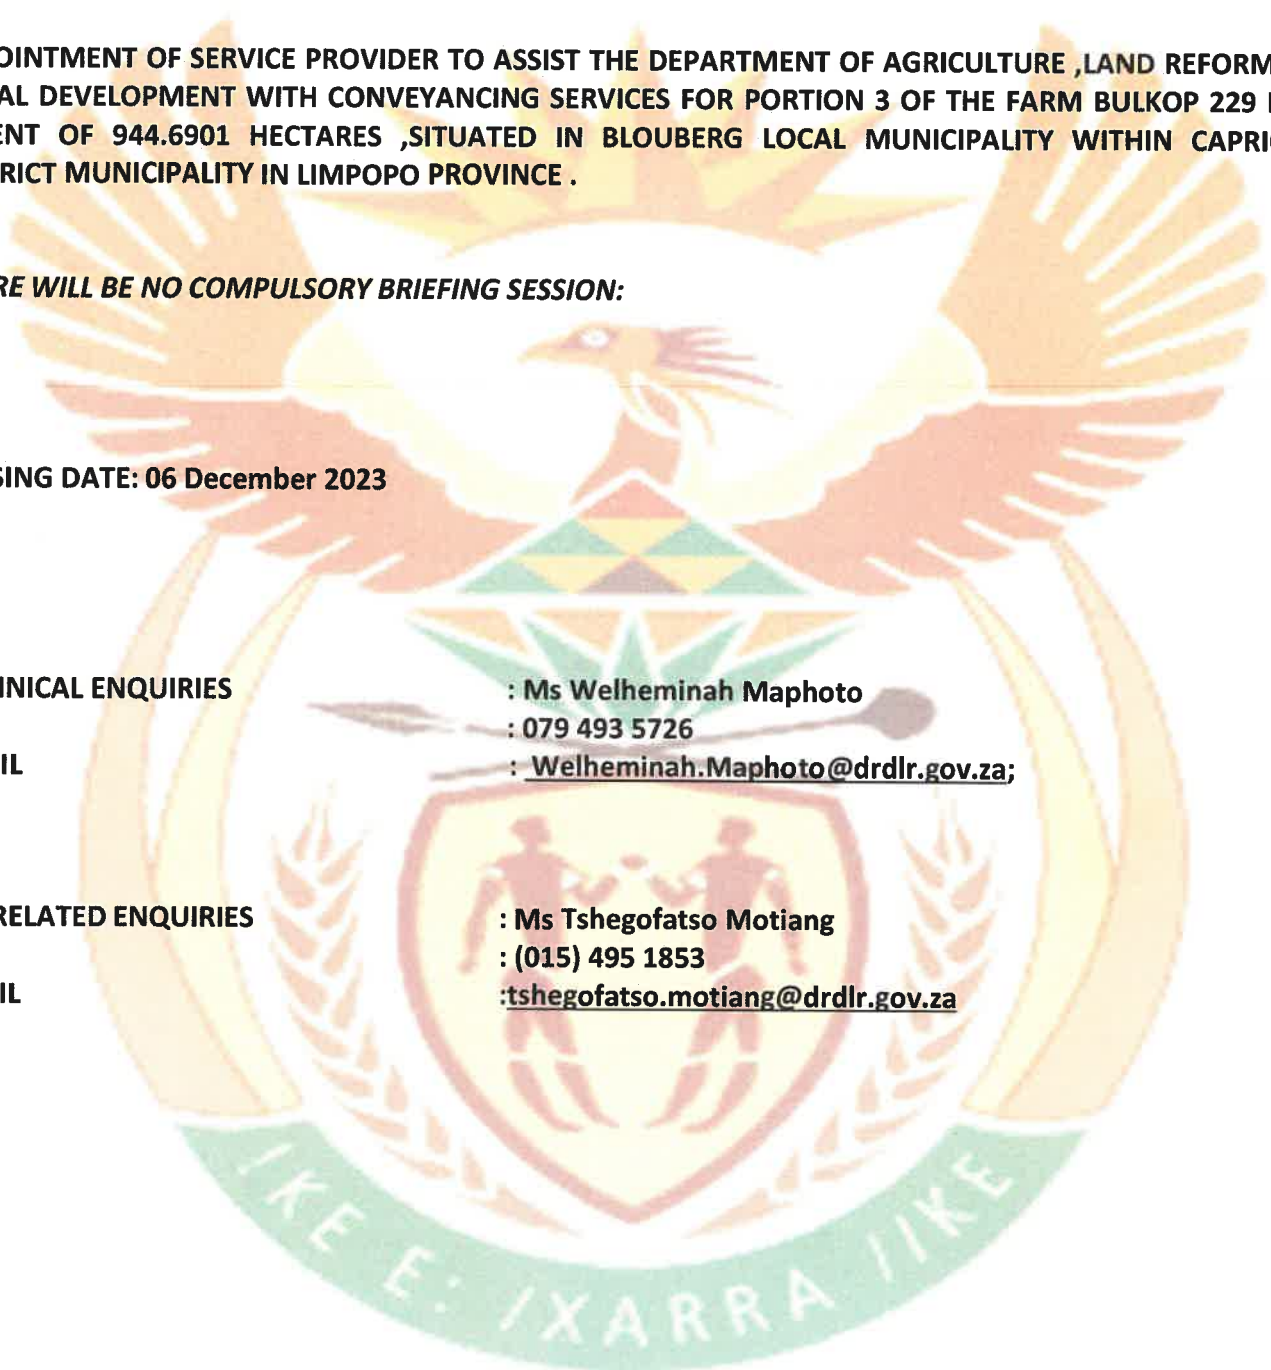 OINTMENT OF SERVICE PROVIDER TO ASSIST THE DEPARTMENT OF AGRICULTURE ,LAND REFORM
AL DEVELOPMENT WITH CONVEYANCING SERVICES FOR PORTION 3 OF THE FARM BULKOP 229
ENT OF 944.6901 HECTARES ,SITUATED IN BLOUBERG LOCAL MUNICIPALITY WITHIN CAPRI
RICT MUNICIPALITY IN LIMPOPO PROVINCE .
RE WILL BE NO COMPULSORY BRIEFING SESSION:
SING DATE: 06 December 2023
INICAL ENQUIRIES : Ms Welheminah Maphoto
: 079 493 5726
IL : Welheminah.Maphoto@drdlr.gov.za;
RELATED ENQUIRIES : Ms Tshegofatso Motiang
: (015) 495 1853
IL :tshegofatso.motiang@drdlr.gov.za
!KE E: /XARRA //KE